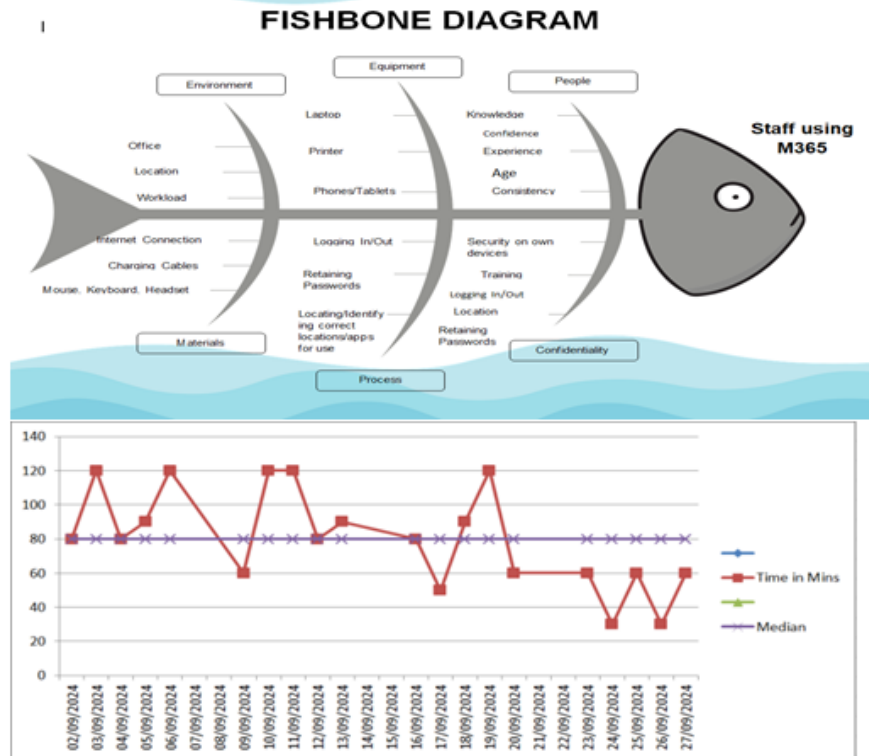 FISHBONE DIAGRAM
Environment
Equipment
People
Office
Location
Workload
Laptop
Printer
Phones/Tablets
Knowledge
Confidence
Experience
Age
Consistency
Staff using
M365
Internet Connection
Charging Cables
Mouse, Keyboard, Headset
Logging In/Out
Retaining
Passwords
Locating/Identify
ing correct
locations/apps
for use
Security on own
devices
Training
Logging In/Out
Location
Retaining
Passwords
Materials
Process
Confidentiality
140
120
100
80
60
40
20
0
02/09/2024
03/09/2024
04/09/2024
05/09/2024
06/09/2024
07/09/2024
08/09/2024
09/09/2024
10/09/2024
11/09/2024
12/09/2024
13/09/2024
14/09/2024
15/09/2024
16/09/2024
17/09/2024
18/09/2024
19/09/2024
20/09/2024
21/09/2024
22/09/2024
23/09/2024
24/09/2024
25/09/2024
26/09/2024
27/09/2024
Time in Mins
Median